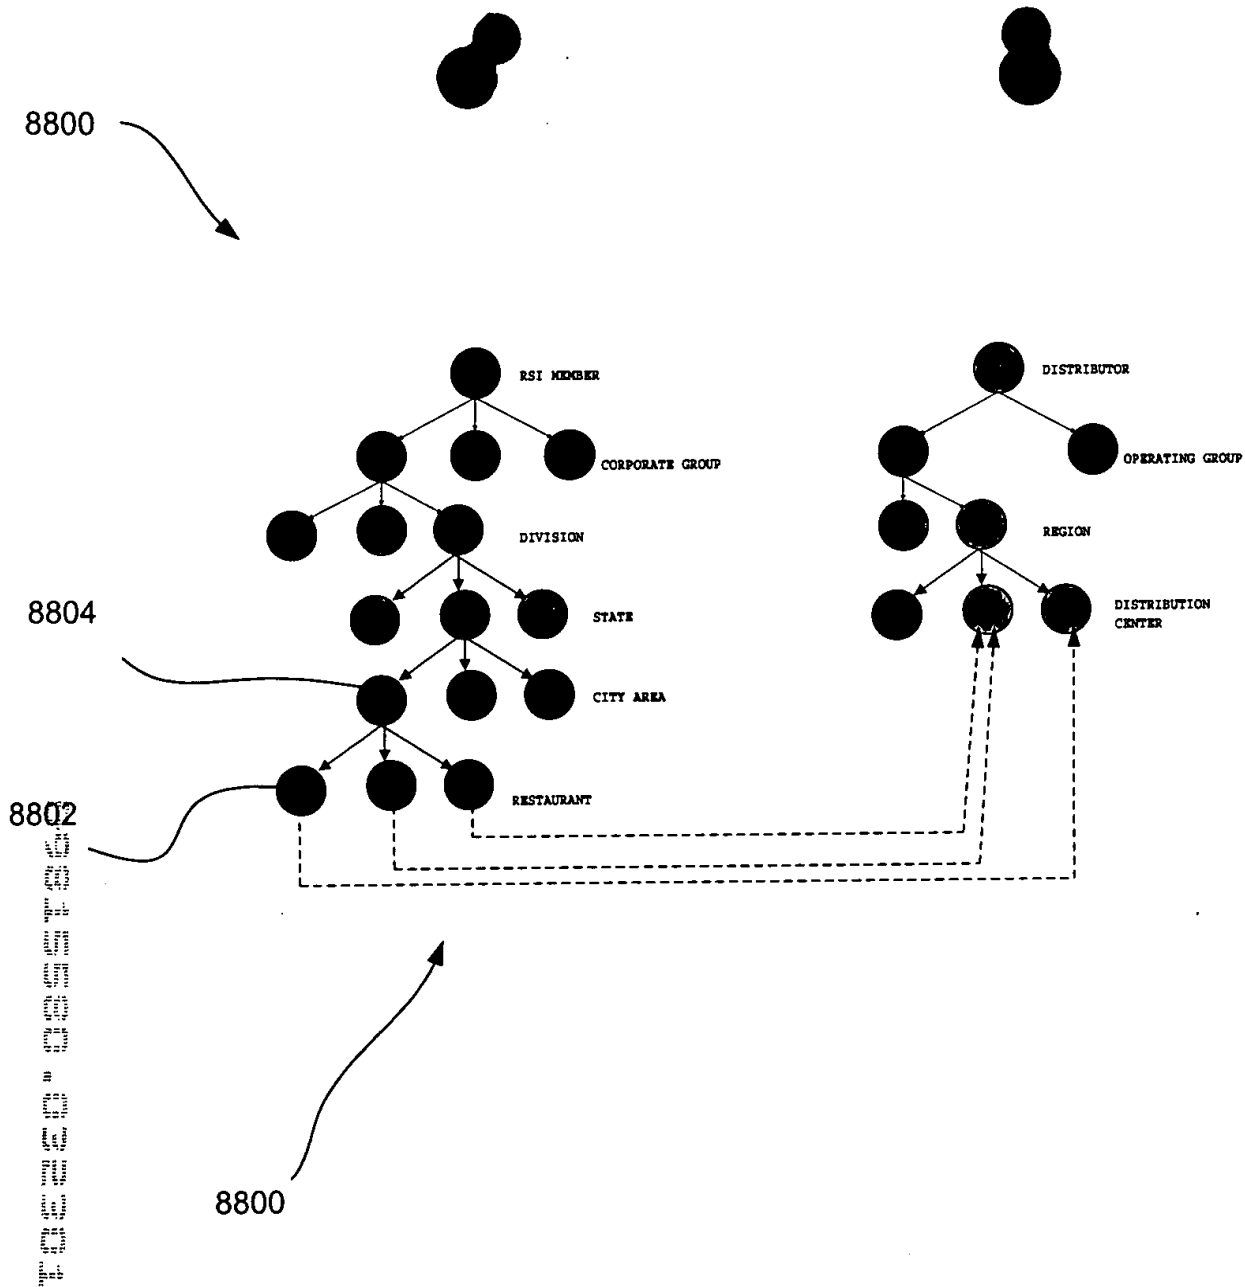 8800
RSI MEMBER
DISTRIBUTOR
CORPORATE GROUP
OPERATING GROUP
DIVISION
REGION
8804
STATE
DISTRIBUTION
CENTER
CITY AREA
8802
RESTAURANT
8800